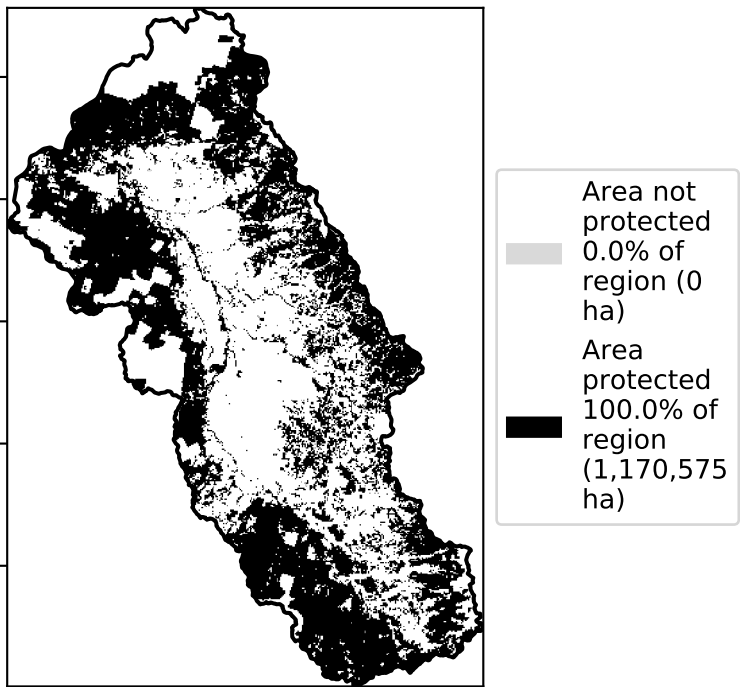 Area not
protected
0.0% of
region (0
ha)
Area
protected
100.0% of
region
(1,170,575
ha)